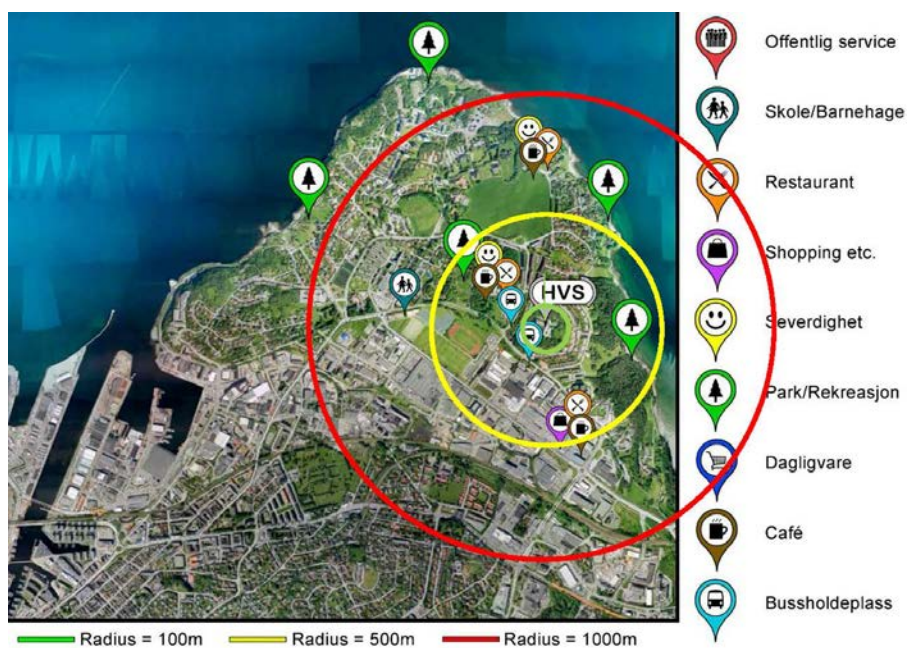 Offentlig service
Skole/Barnehage
Restaurant
Shopping etc.
HVS
Severdighet
Park/Rekreasjon
Dagligvare
Café
Bussholdeplass
Radius = 100m
Radius = 500m
Radius = 1000m